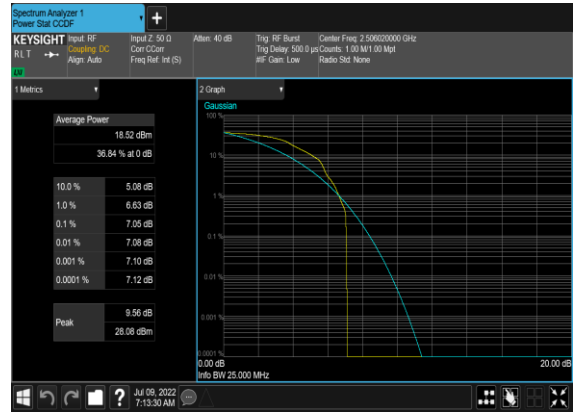 Spectrum Analyzer 1
Power Stat CCDF
KEYSIGHT
RLT
Input: RF
Coupling: DC
Align: Auto
Input Z: 50 Ω
Corr CCorr
Freq Ref: Int (S)
Atten: 40 dB
Trig: RF Burst
Trig Delay: 500.0 µs
#IF Gain: Low
Center Freq: 2.506020000 GHz
Counts: 1.00 M/1.00 Mpt
Radio Std: None
LXI
1 Metrics
Average Power
18.52 dBm
36.84 % at 0 dB
10.0 % 5.08 dB
1.0 % 6.63 dB
0.1 % 7.05 dB
0.01 % 7.08 dB
0.001 % 7.10 dB
0.0001 % 7.12 dB
Peak
9.56 dB
28.08 dBm
2 Graph
Gaussian
100 %
10 %
1 %
0.1 %
0.01 %
0.001 %
0.0001 %
0.00 dB 20.00 dB
Info BW 25.000 MHz
?
Jul 09, 2022
7:13:30 AM